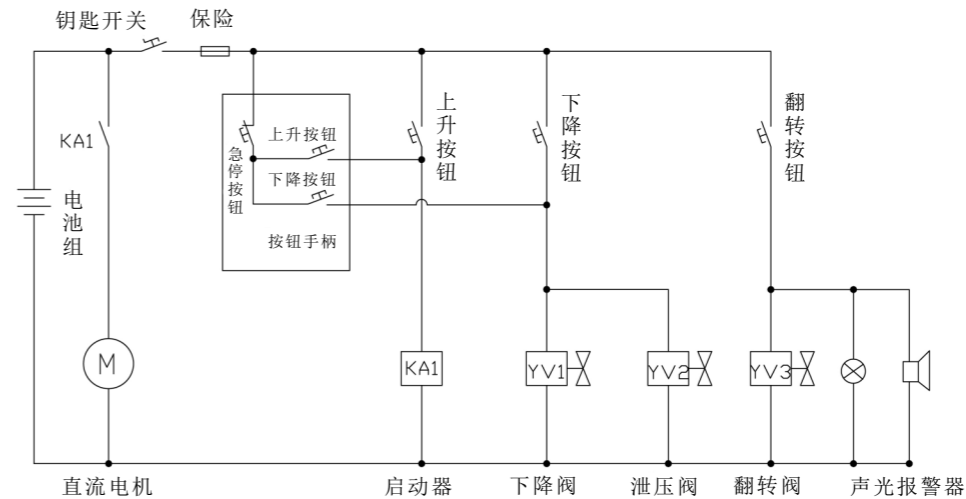 钥匙开关
保险
KA1
电池组
M
急停按钮
上升按钮
下降按钮
按钮手柄
上升按钮
下降按钮
翻转按钮
KA1
YV1
YV2
YV3
直流电机
启动器
下降阀
泄压阀
翻转阀
声光报警器